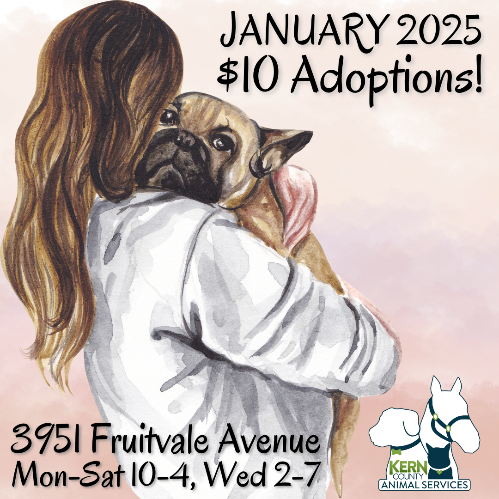 JANUARY 2025
$10 Adoptions!
3951 Fruitvale Avenue
Mon-Sat 10-4, Wed 2-7
KERN
COUNTY
ANIMAL SERVICES